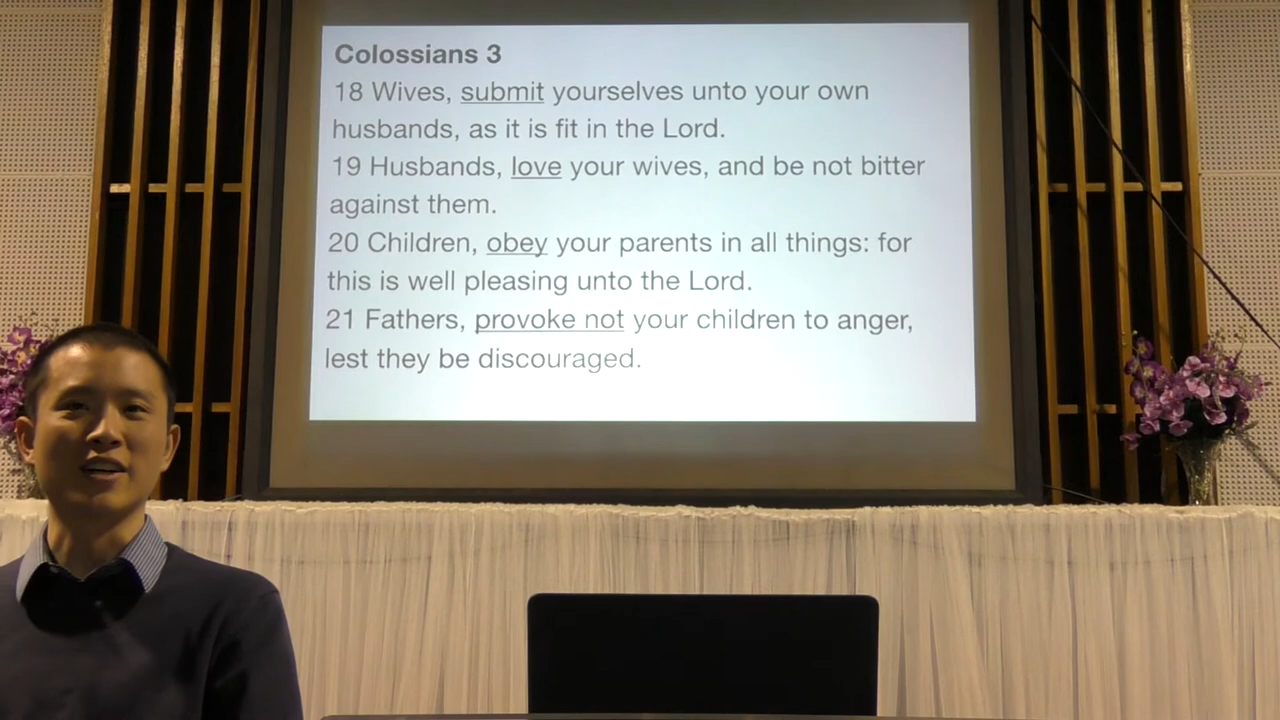 Colossians 3
18 Wives, submit yourselves unto your own
husbands, as it is fit in the Lord.
19 Husbands, love your wives, and be not bitter
against them.
20 Children, obey your parents in all things: for
this is well pleasing unto the Lord.
21 Fathers, provoke not your children to anger,
lest they be discouraged.